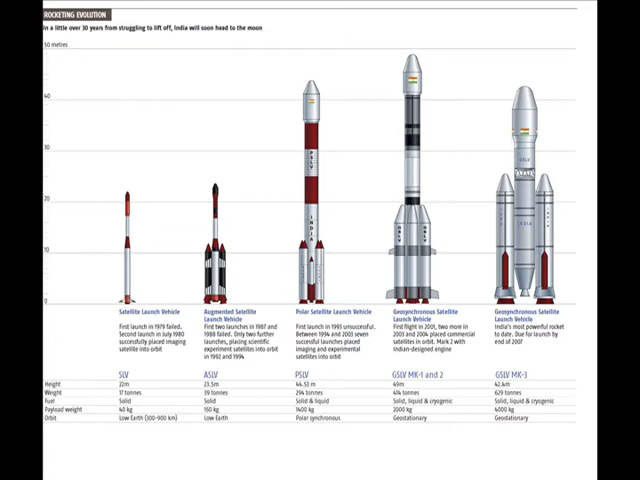 ROCKETING EVOLUTION
In a little over 30 years from struggling to lift off, India will soon head to the moon
50 metres
40
30
20
10
0
PSLV
INDIA
GSLV
GSLV
GSLV
INDIA
Satellite Launch Vehicle
First launch in 1979 failed.
Second launch in July 1980
successfully placed imaging
satellite into orbit
Augmented Satellite
Launch Vehicle
First two launches in 1987 and
1988 failed. Only two further
launches, placing scientific
experiment satellites into orbit
in 1992 and 1994
Polar Satellite Launch Vehicle
First launch in 1993 unsuccessful.
Between 1994 and 2003 seven
successful launches placed
imaging and experimental
satellites into orbit
Geosynchronous Satellite
Launch Vehicle
First flight in 2001, two more in
2003 and 2004 placed commercial
satellites in orbit. Mark 2 with
Indian-designed engine
Geosynchronous Satellite
Launch Vehicle
India's most powerful rocket
to date. Due for launch by
end of 2007
SLV ASLV PSLV GSLV MK-1 and 2 GSLV MK-3
Height 22m 23.5m 44.53 m 49m 42.4m
Weight 17 tonnes 39 tonnes 294 tonnes 414 tonnes 629 tonnes
Fuel Solid Solid Solid & liquid Solid, liquid & cryogenic Solid, liquid & cryogenic
Payload weight 40 kg 150 kg 1400 kg 2000 kg 4000 kg
Orbit Low Earth (300-900 km) Low Earth Polar synchronous Geostationary Geostationary